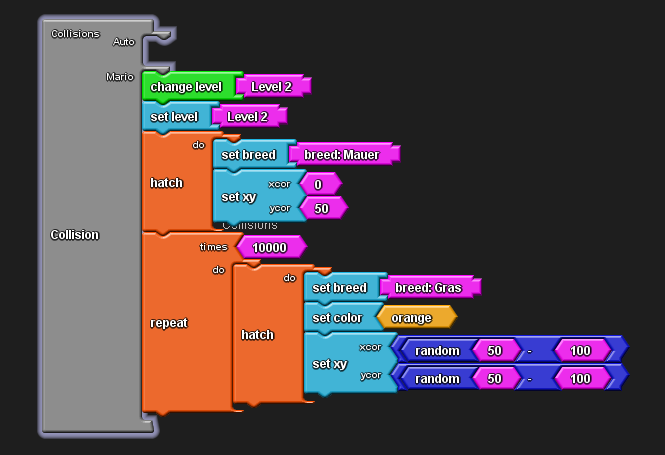 Collisions
Auto
Mario
change level Level 2
set level Level 2
do
set breed breed: Mauer
hatch
set xy xcor 0
ycor 50
Collisions
Collision
times 10000
do
do
set breed breed: Gras
set color orange
repeat
hatch
set xy
xcor random 50 - 100
ycor random 50 - 100